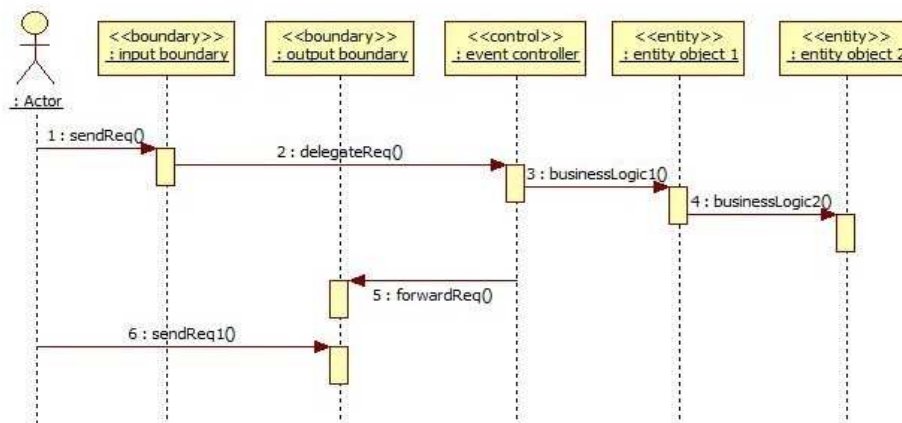 <<boundary>>
: input boundary
<<boundary>>
: output boundary
<<control>>
: event controller
<<entity>>
: entity object 1
<<entity>>
: entity object 2
: Actor
1 : sendReq()
2 : delegateReq()
3 : businessLogic1()
4 : businessLogic2()
5 : forwardReq()
6 : sendReq1()